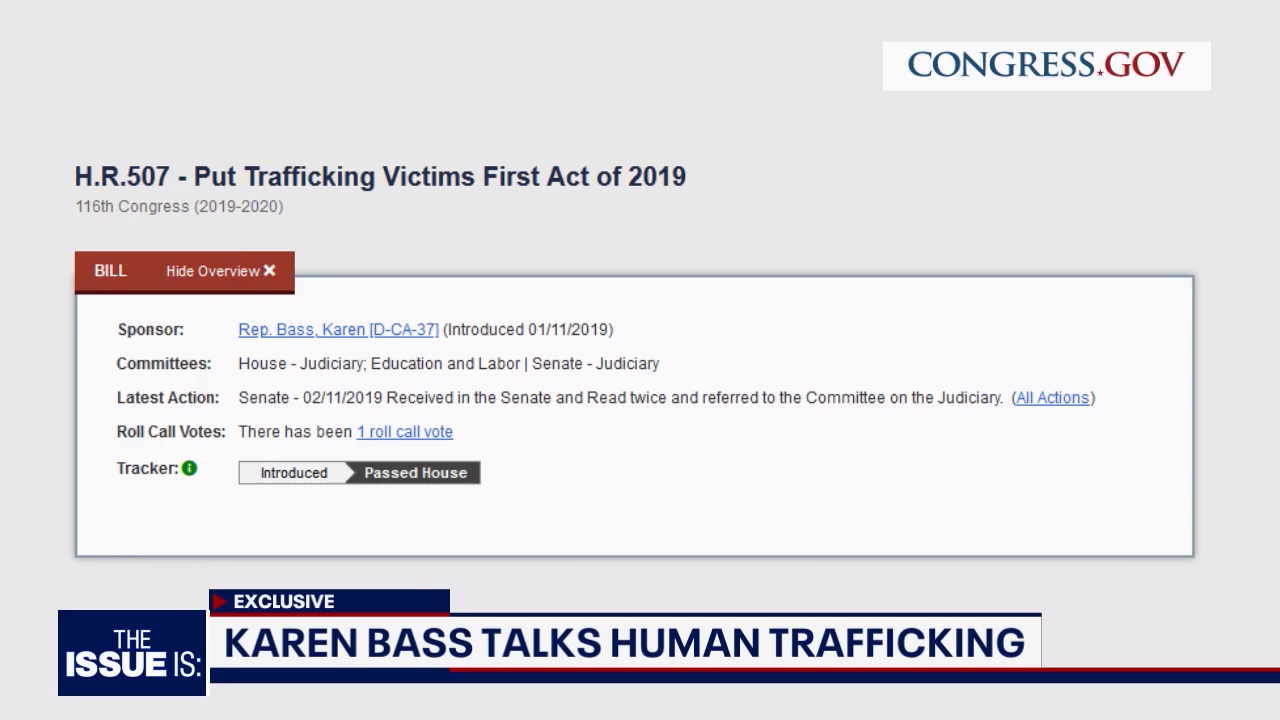 CONGRESS.GOV
H.R.507 - Put Trafficking Victims First Act of 2019
116th Congress (2019-2020)
BILL Hide Overview ✕
Sponsor: Rep. Bass, Karen [D-CA-37] (Introduced 01/11/2019)
Committees: House - Judiciary; Education and Labor | Senate - Judiciary
Latest Action: Senate - 02/11/2019 Received in the Senate and Read twice and referred to the Committee on the Judiciary. (All Actions)
Roll Call Votes: There has been 1 roll call vote
Tracker: i Introduced Passed House
EXCLUSIVE
THE
ISSUE IS:
KAREN BASS TALKS HUMAN TRAFFICKING